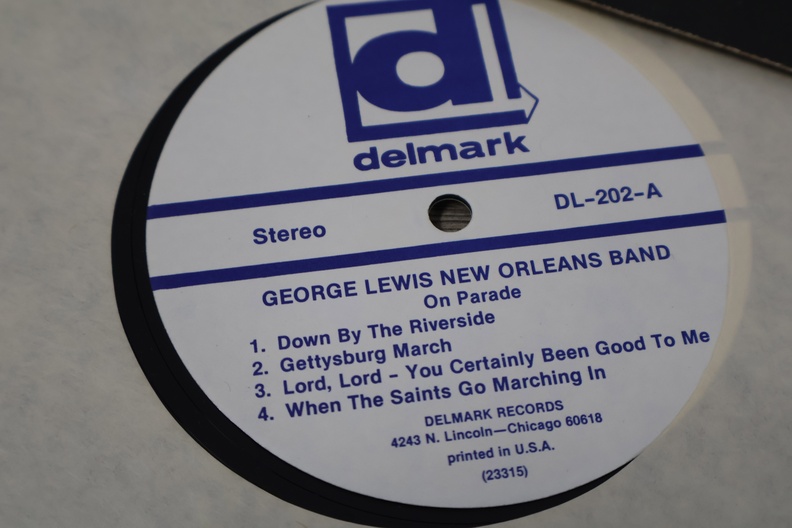 dl
delmark
Stereo
DL-202-A
GEORGE LEWIS NEW ORLEANS BAND
On Parade
1. Down By The Riverside
2. Gettysburg March
3. Lord, Lord - You Certainly Been Good To Me
4. When The Saints Go Marching In
DELMARK RECORDS
4243 N. Lincoln—Chicago 60618
printed in U.S.A.
(23315)